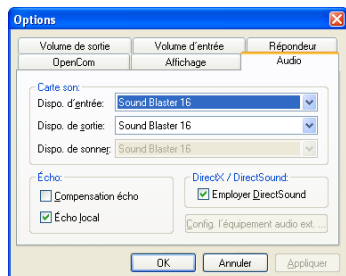 Options
Volume de sortie Volume d'entrée Répondeur
OpenCom Affichage Audio
Carte son:
Dispo. d'entrée: Sound Blaster 16
Dispo. de sortie: Sound Blaster 16
Dispo. de sonner: Sound Blaster 16
Écho: DirectX / DirectSound:
Compensation écho Employer DirectSound
Écho local Config. l'équipement audio ext. ...
OK Annuler Appliquer